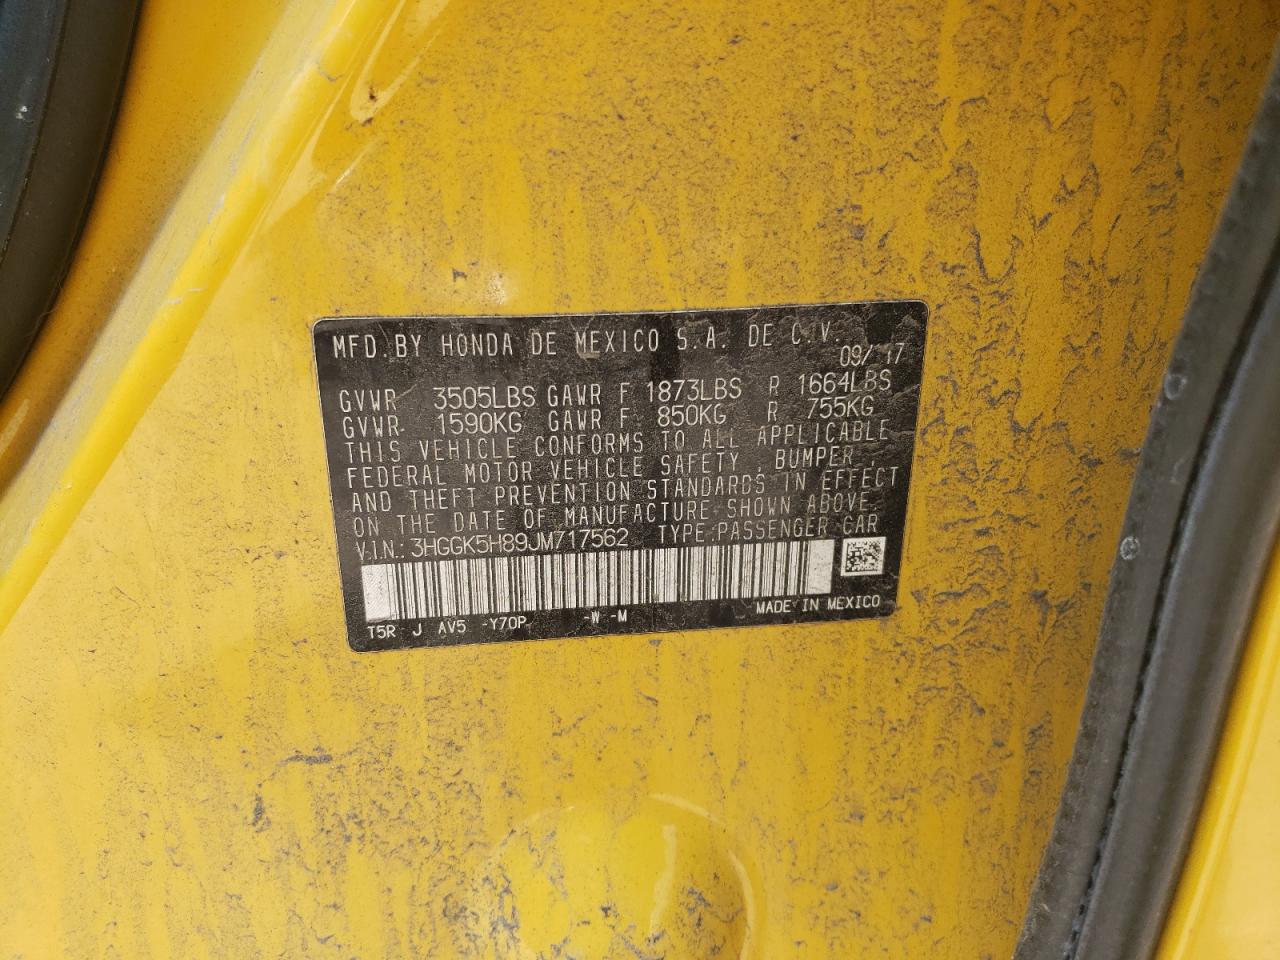 MFD. BY HONDA DE MEXICO S.A. DE C.V.
09/17
GVWR 3505LBS GAWR F 1873LBS R 1664LBS
GVWR 1590KG GAWR F 850KG R 755KG
THIS VEHICLE CONFORMS TO ALL APPLICABLE
FEDERAL MOTOR VEHICLE SAFETY, BUMPER,
AND THEFT PREVENTION STANDARDS IN EFFECT
ON THE DATE OF MANUFACTURE SHOWN ABOVE.
V.I.N.: 3HGGK5H89JM717562 TYPE:PASSENGER CAR
T5R J AV5 -Y70P -W -M MADE IN MEXICO